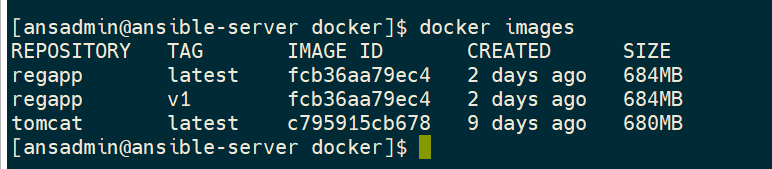 [ansadmin@ansible-server docker]$ docker images
REPOSITORY   TAG       IMAGE ID       CREATED      SIZE
regapp       latest    fcb36aa79ec4   2 days ago   684MB
regapp       v1        fcb36aa79ec4   2 days ago   684MB
tomcat       latest    c795915cb678   9 days ago   680MB
[ansadmin@ansible-server docker]$